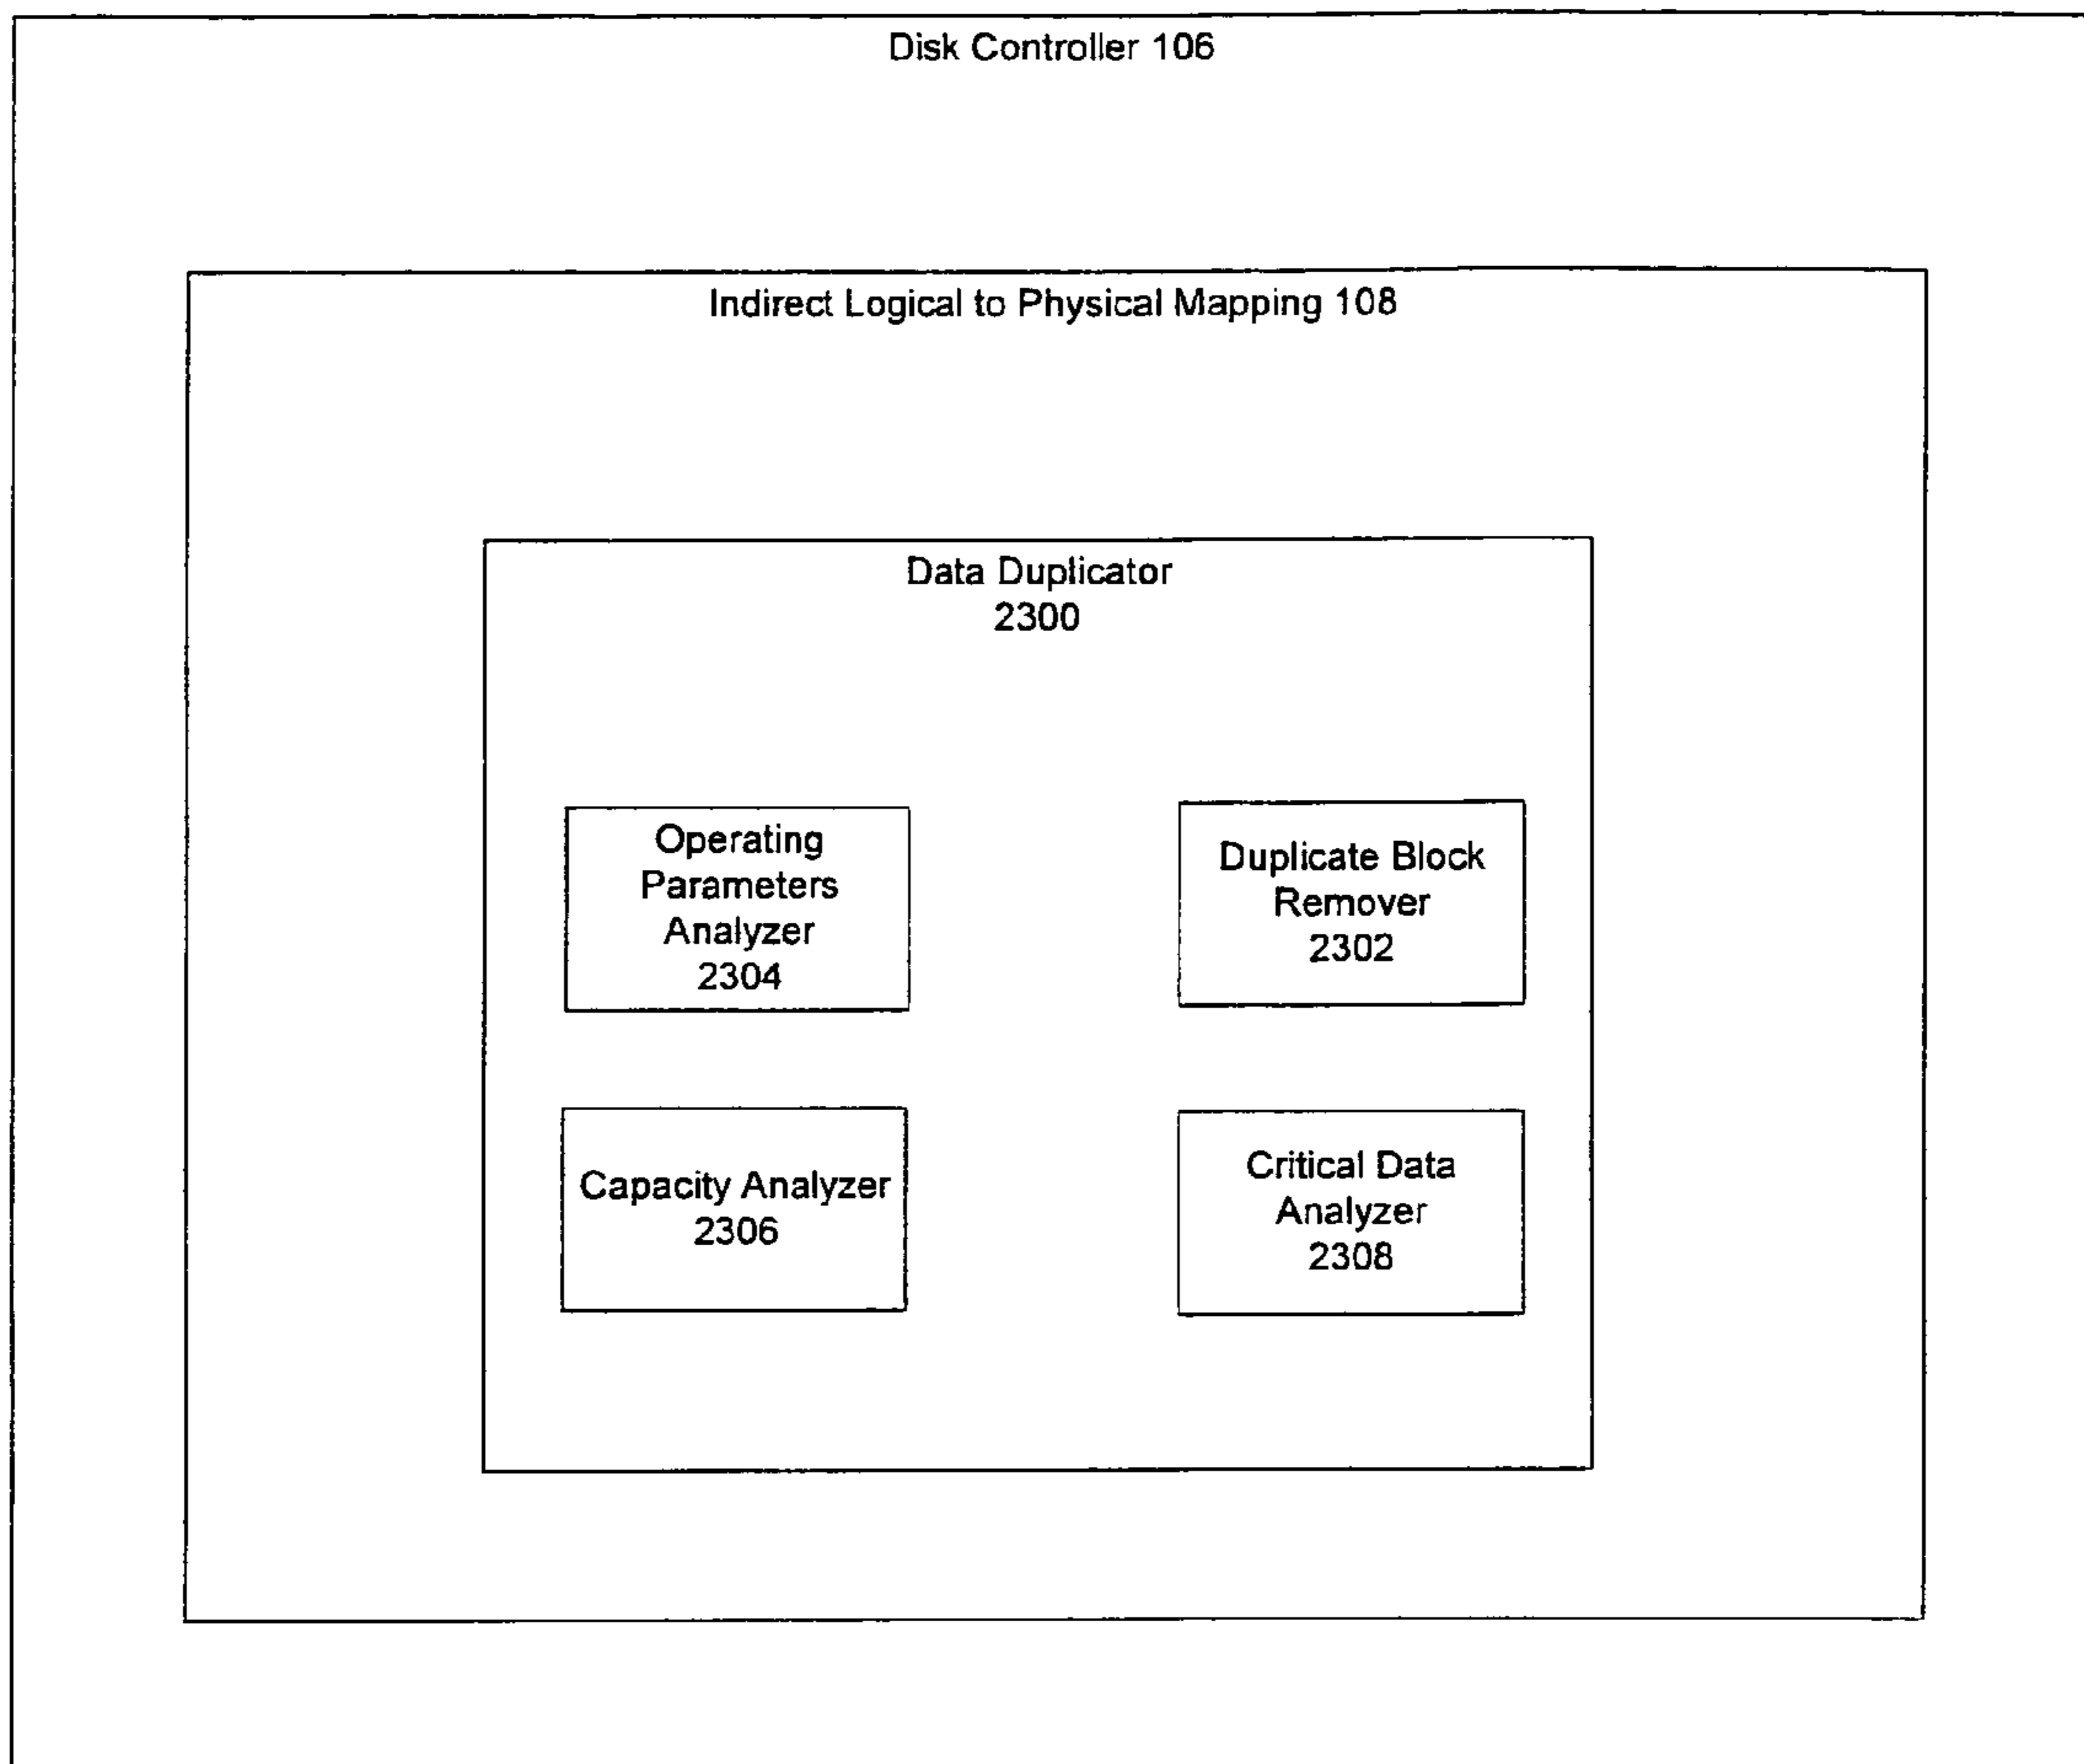 Disk Controller 106
Indirect Logical to Physical Mapping 108
Data Duplicator
2300
Operating
Parameters
Analyzer
2304
Duplicate Block
Remover
2302
Capacity Analyzer
2306
Critical Data
Analyzer
2308